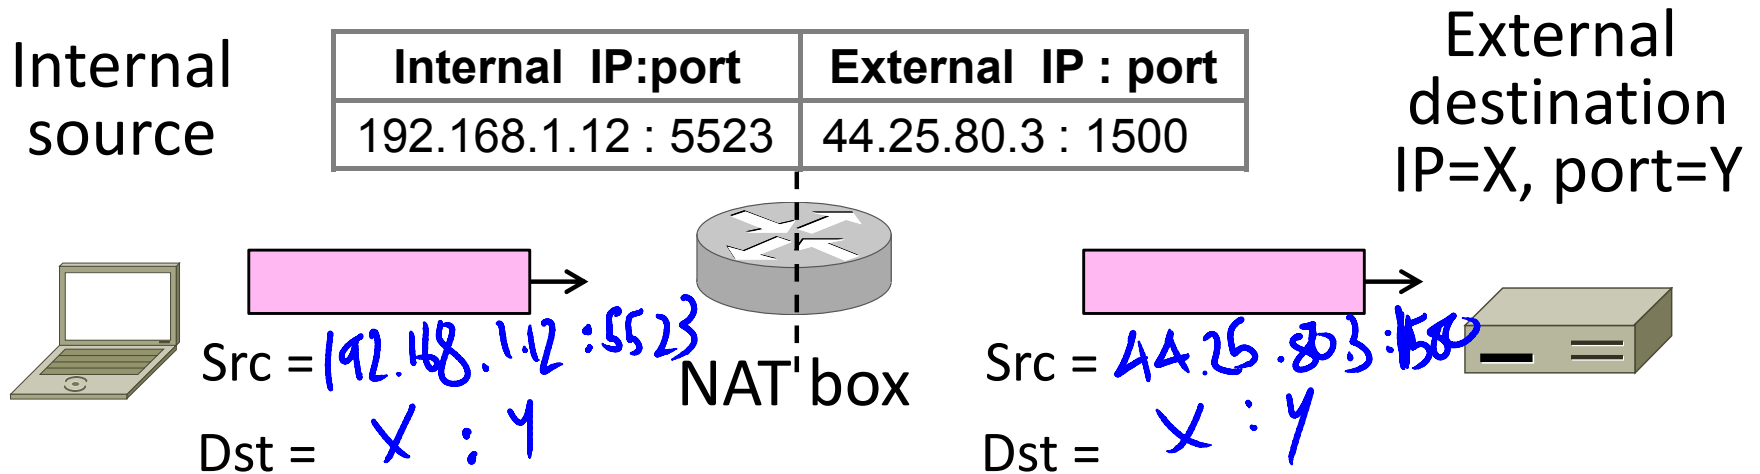 Internal
source
Internal IP:port
External IP : port
192.168.1.12 : 5523
44.25.80.3 : 1500
External
destination
IP=X, port=Y
Src = 192.168.1.12 :5523
Dst = X : Y
NAT box
Src = 44.25.80.3 :1500
Dst = X : Y